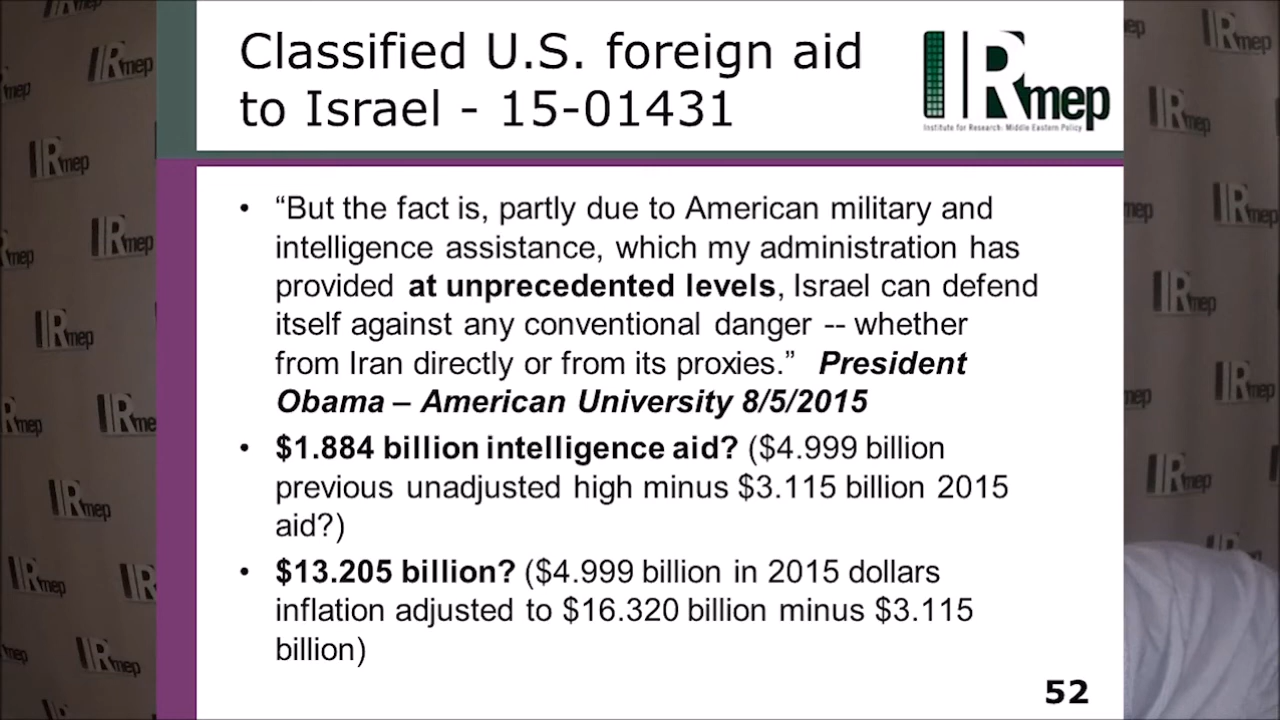 Classified U.S. foreign aid
to Israel - 15-01431
IRmep
Institute for Research: Middle Eastern Policy
• “But the fact is, partly due to American military and
intelligence assistance, which my administration has
provided at unprecedented levels, Israel can defend
itself against any conventional danger -- whether
from Iran directly or from its proxies.” President
Obama – American University 8/5/2015
• $1.884 billion intelligence aid? ($4.999 billion
previous unadjusted high minus $3.115 billion 2015
aid?)
• $13.205 billion? ($4.999 billion in 2015 dollars
inflation adjusted to $16.320 billion minus $3.115
billion)
52